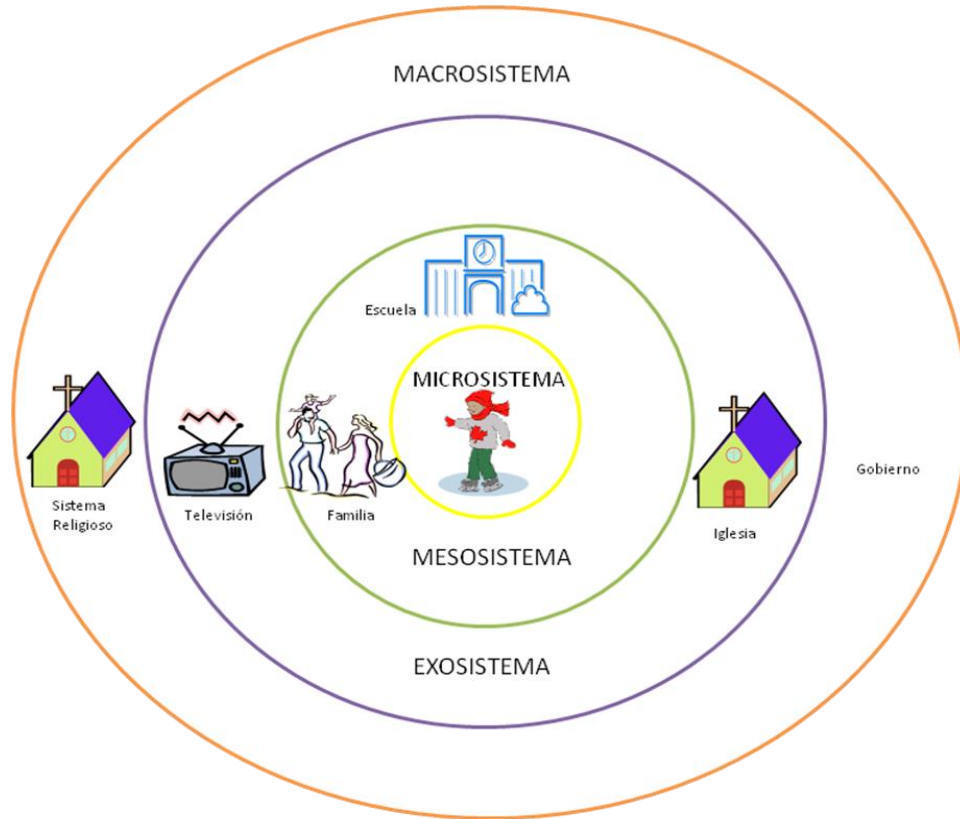 MACROSISTEMA
Escuela
MICROSISTEMA
Gobierno
Sistema
Religioso
Televisión
Familia
Iglesia
MESOSISTEMA
EXOSISTEMA